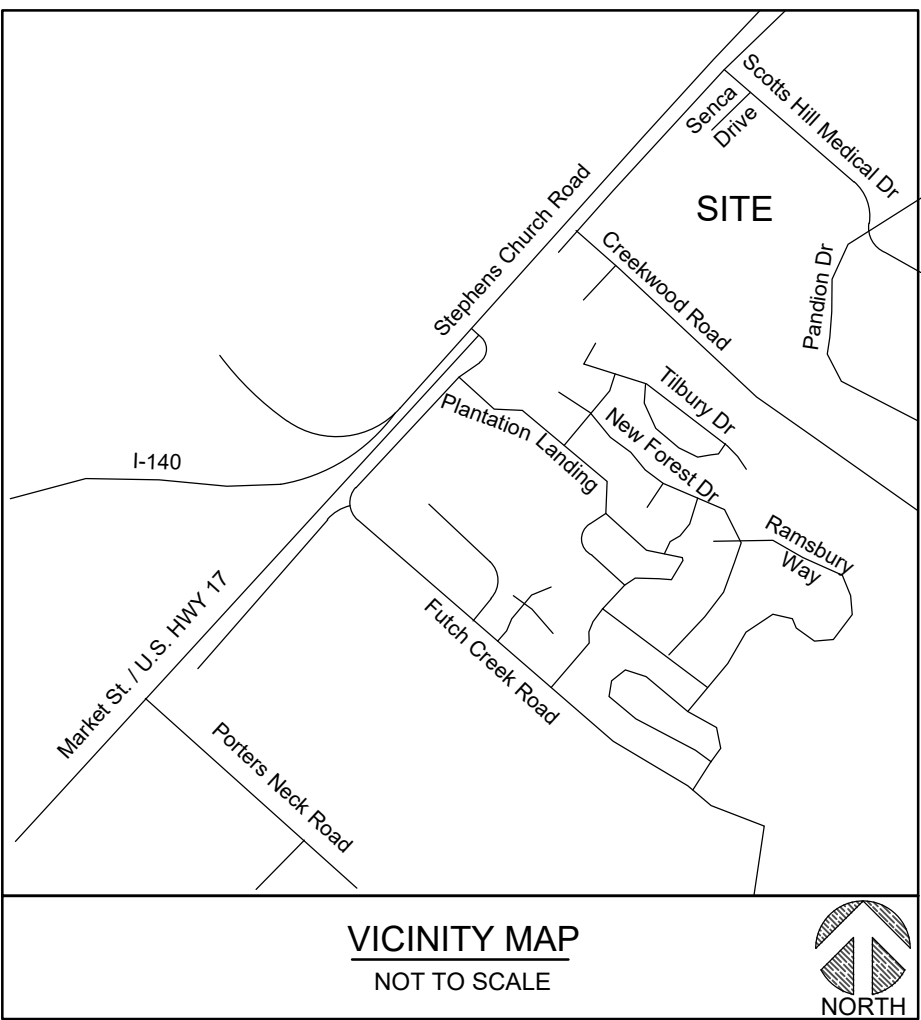 Scotts Hill Medical Dr
Senca
Drive
SITE
Stephens Church Road
Creekwood Road
Pandion Dr
Tilbury Dr
Plantation Landing
New Forest Dr
I-140
Ramsbury
Way
Market St. / U.S. HWY 17
Futch Creek Road
Porters Neck Road
VICINITY MAP
NOT TO SCALE
NORTH